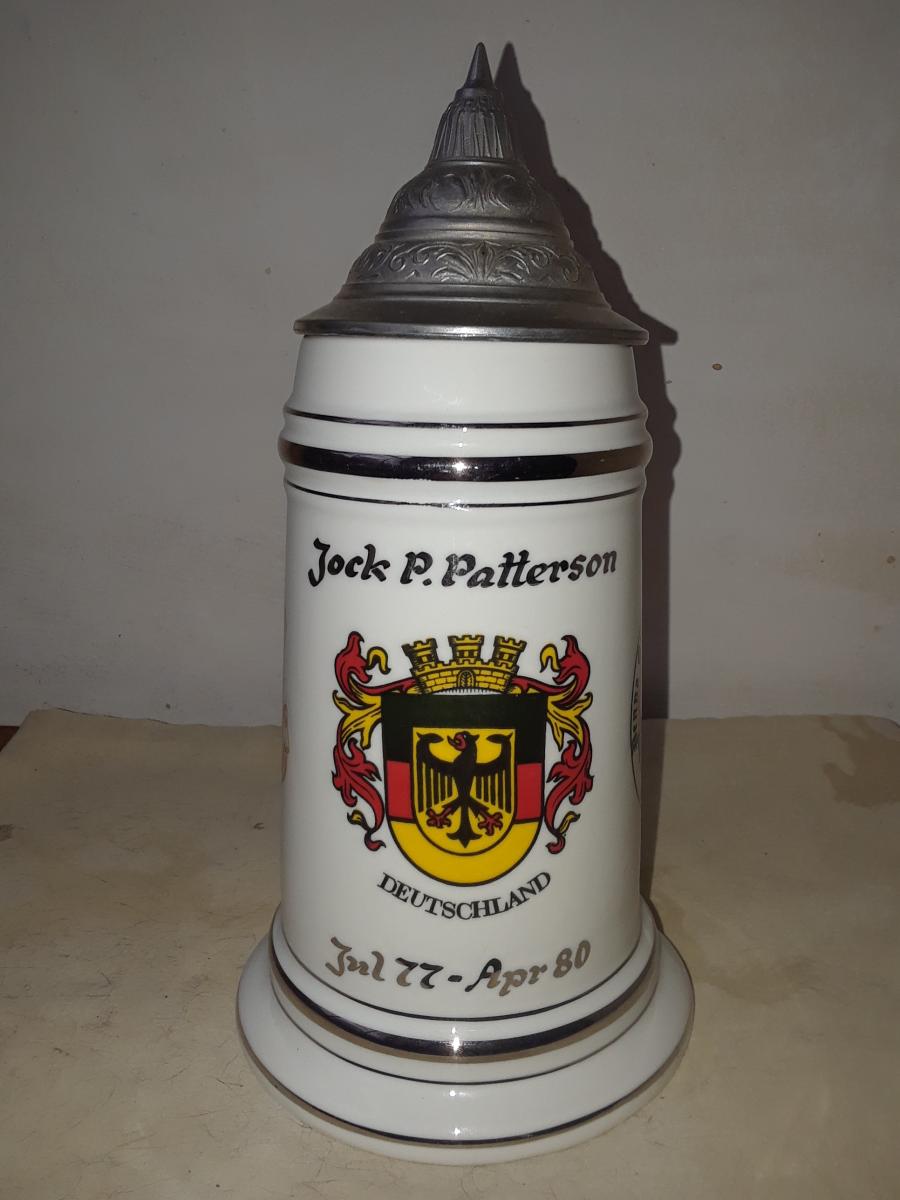 Jock P. Patterson
DEUTSCHLAND
Jul 77 - Apr 80